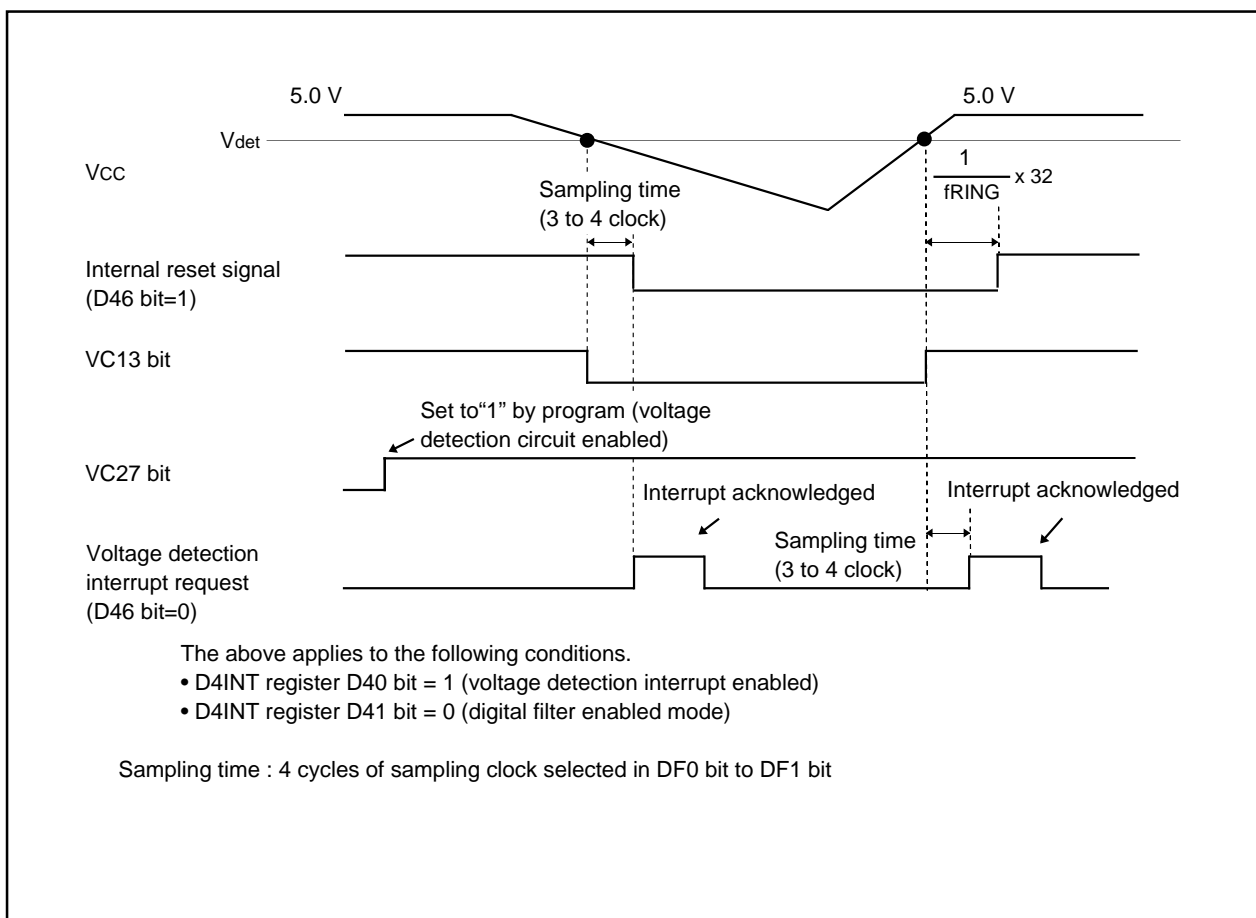 5.0 V
5.0 V
Vdet
VCC
1
fRING
x 32
Sampling time
(3 to 4 clock)
Internal reset signal
(D46 bit=1)
VC13 bit
Set to“1” by program (voltage
detection circuit enabled)
VC27 bit
Interrupt acknowledged
Interrupt acknowledged
Voltage detection
interrupt request
(D46 bit=0)
Sampling time
(3 to 4 clock)
The above applies to the following conditions.
• D4INT register D40 bit = 1 (voltage detection interrupt enabled)
• D4INT register D41 bit = 0 (digital filter enabled mode)
Sampling time : 4 cycles of sampling clock selected in DF0 bit to DF1 bit